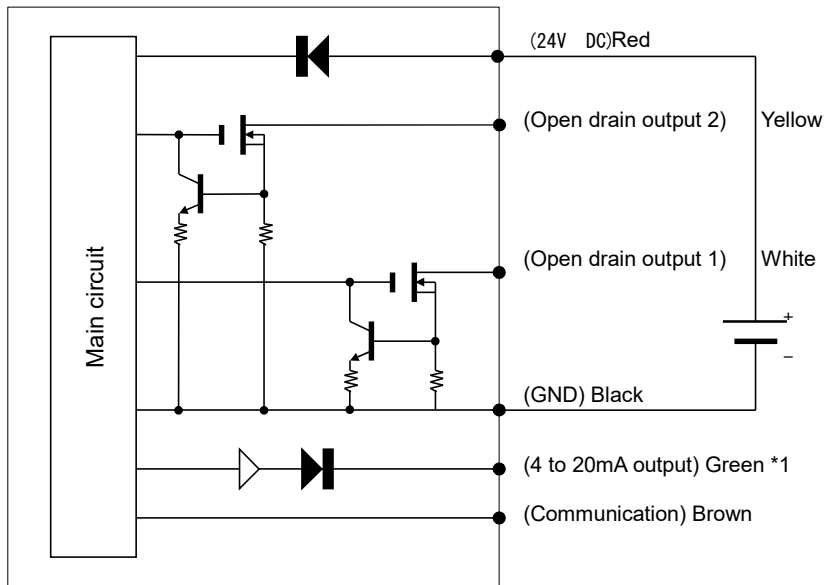 (24V DC)Red
(Open drain output 2) Yellow
(Open drain output 1) White
Main circuit
+
−
(GND) Black
(4 to 20mA output) Green *1
(Communication) Brown